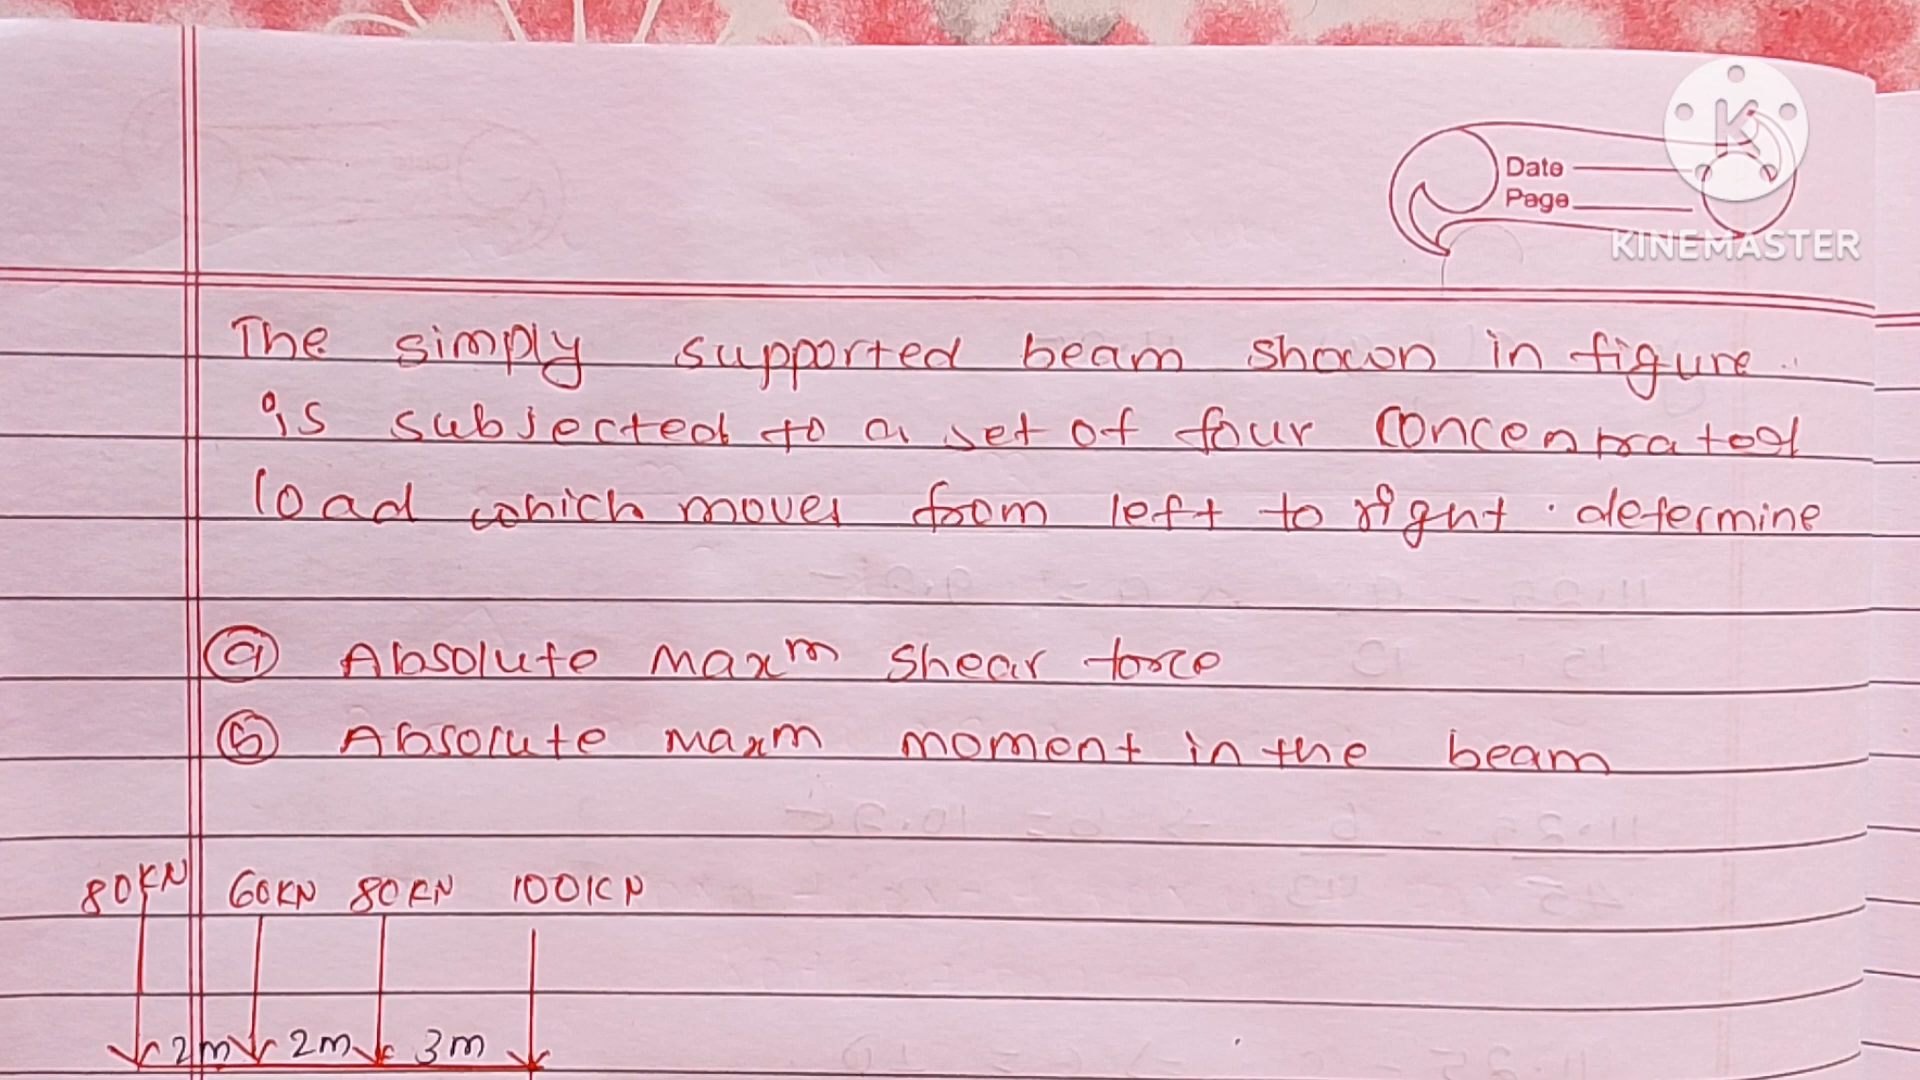 Date
Page
KINEMASTER
The simply supported beam shown in figure.
is subjected to a set of four concentrated
load which moves from left to right. determine
(a) Absolute maxm shear force
(b) Absolute maxm moment in the beam
80KN 60KN 80KN 100KN
2m 2m 3m